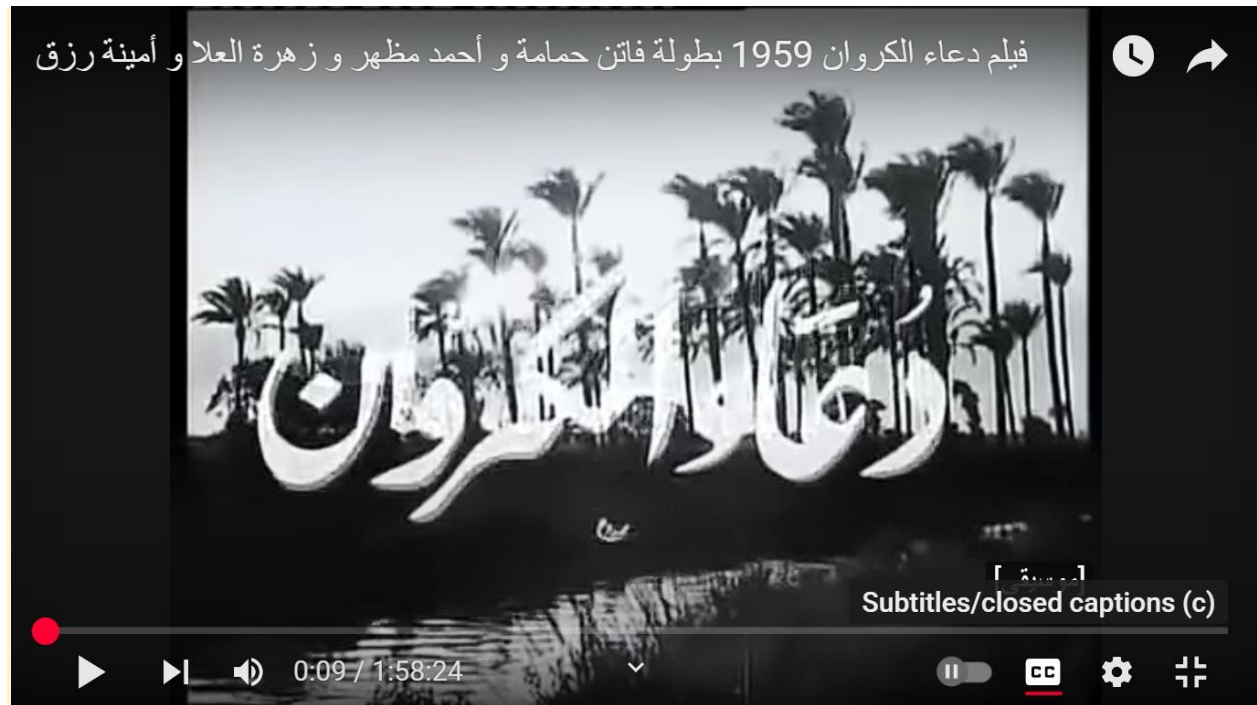 فيلم دعاء الكروان 1959 بطولة فاتن حمامة و أحمد مظهر و زهرة العلا و أمينة رزق
دُعَاء الكروان
[موسيقى]
Subtitles/closed captions (c)
0:09 / 1:58:24
CC